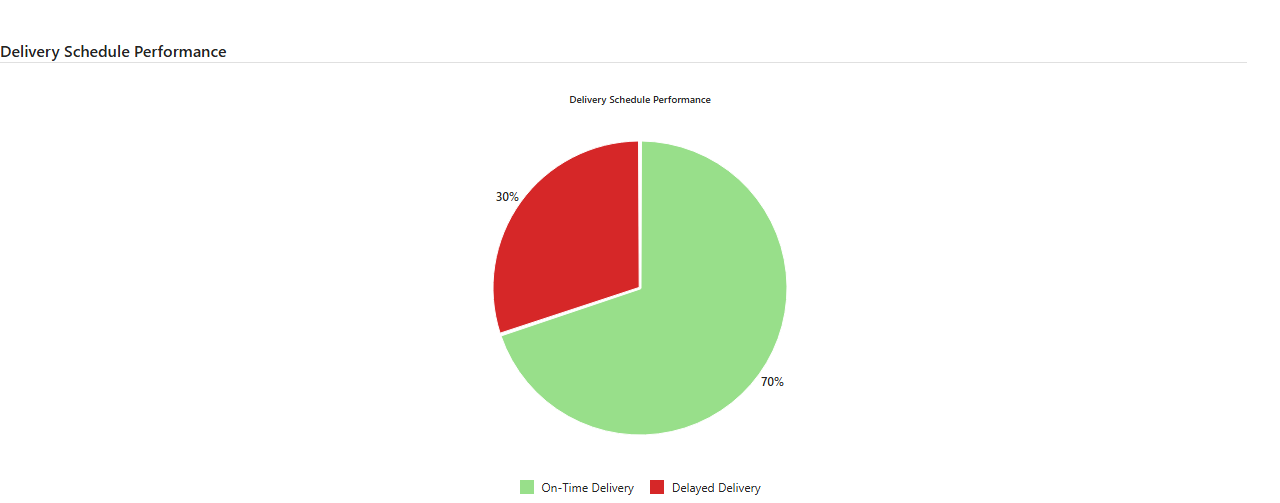 Delivery Schedule Performance
Delivery Schedule Performance
30%
70%
On-Time Delivery Delayed Delivery